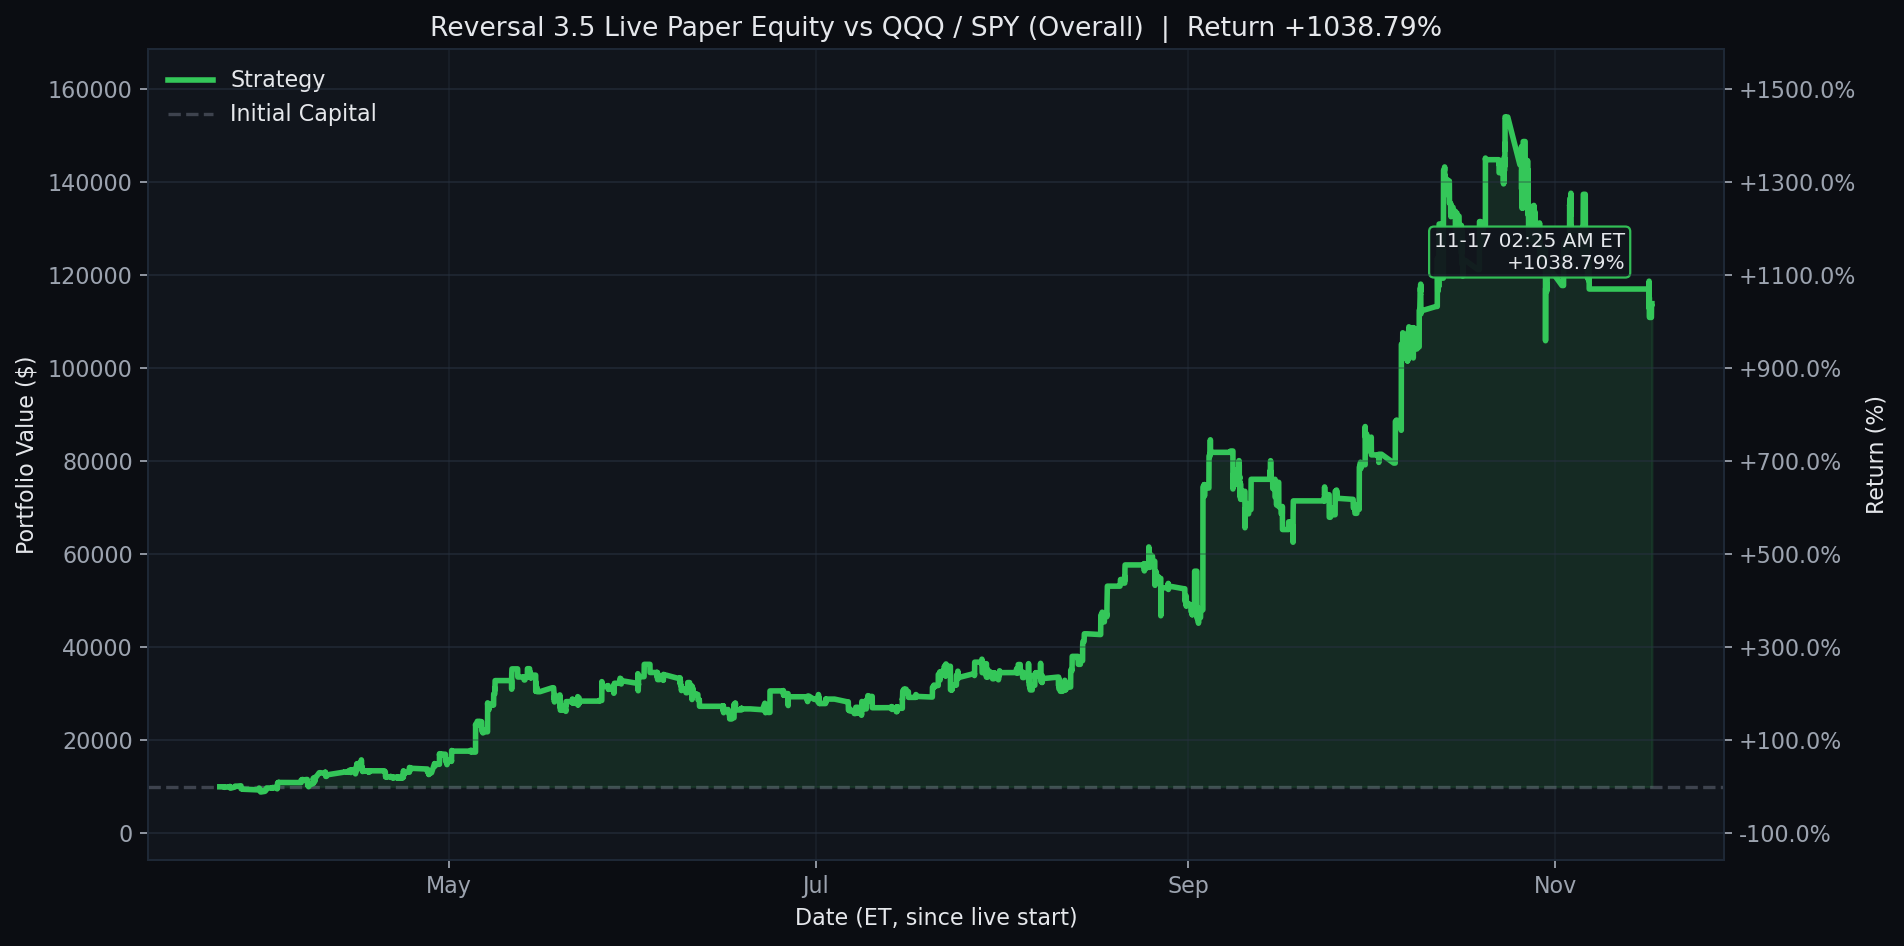 Reversal 3.5 Live Paper Equity vs QQQ / SPY (Overall)  |  Return +1038.79%
Strategy
Initial Capital
160000
140000
120000
100000
80000
60000
40000
20000
0
Portfolio Value ($)
+1500.0%
+1300.0%
+1100.0%
+900.0%
+700.0%
+500.0%
+300.0%
+100.0%
-100.0%
Return (%)
11-17 02:25 AM ET
+1038.79%
May
Jul
Sep
Nov
Date (ET, since live start)